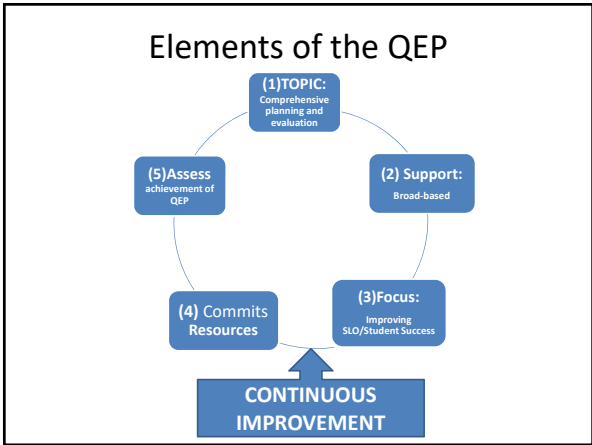 Elements of the QEP
(1)TOPIC:
Comprehensive
planning and
evaluation
(2) Support:
Broad-based
(3)Focus:
Improving
SLO/Student Success
(4) Commits
Resources
(5)Assess
achievement of
QEP
CONTINUOUS
IMPROVEMENT